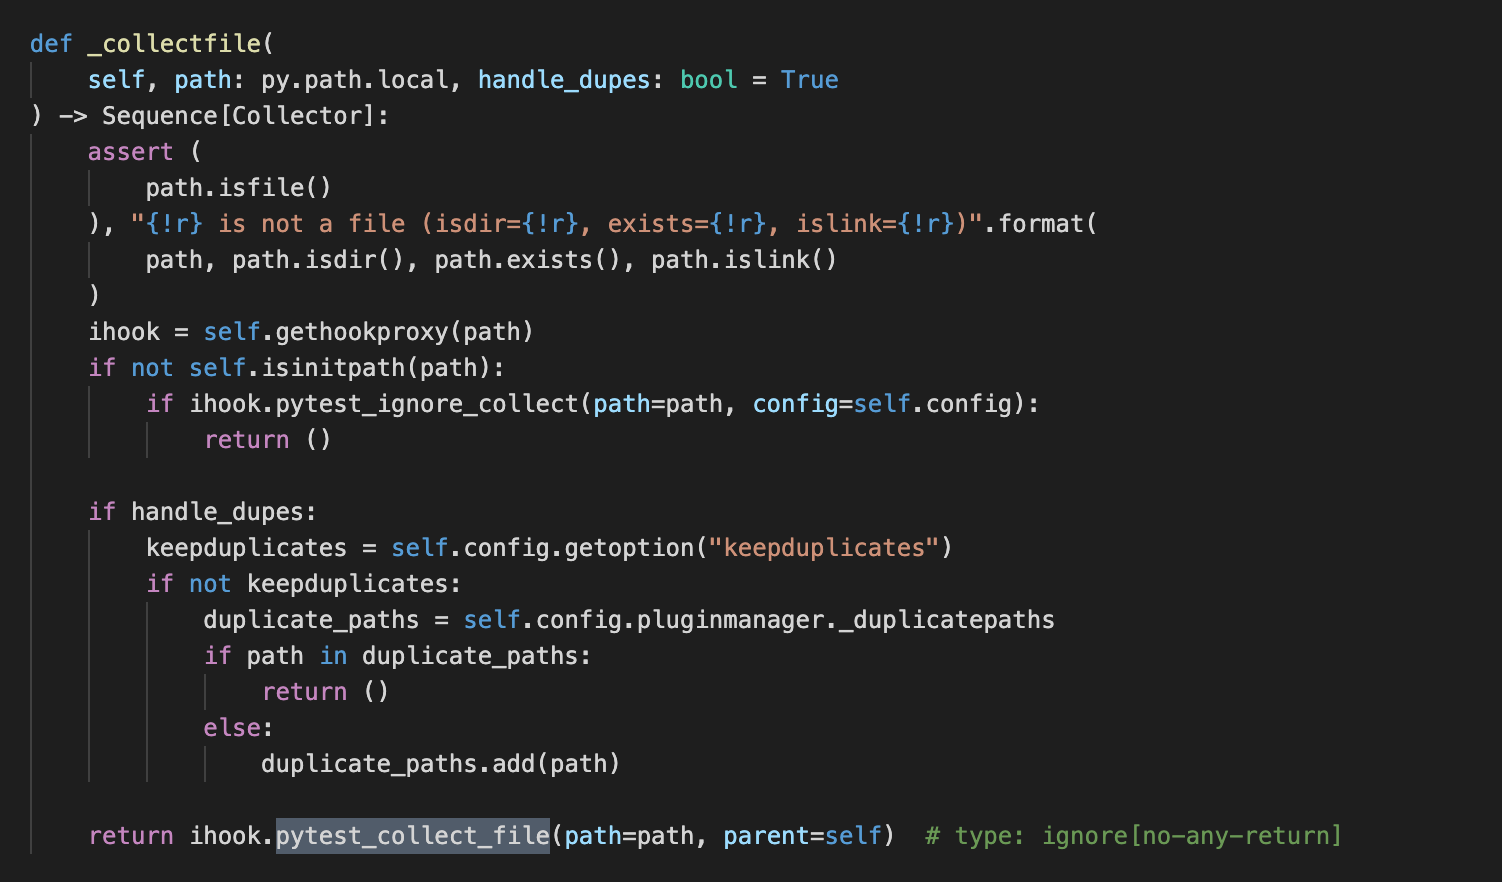 def _collectfile(
    self, path: py.path.local, handle_dupes: bool = True
) -> Sequence[Collector]:
    assert (
        path.isfile()
    ), "{!r} is not a file (isdir={!r}, exists={!r}, islink={!r})".format(
        path, path.isdir(), path.exists(), path.islink()
    )
    ihook = self.gethookproxy(path)
    if not self.isinitpath(path):
        if ihook.pytest_ignore_collect(path=path, config=self.config):
            return ()

    if handle_dupes:
        keepduplicates = self.config.getoption("keepduplicates")
        if not keepduplicates:
            duplicate_paths = self.config.pluginmanager._duplicatepaths
            if path in duplicate_paths:
                return ()
            else:
                duplicate_paths.add(path)

    return ihook.pytest_collect_file(path=path, parent=self)  # type: ignore[no-any-return]